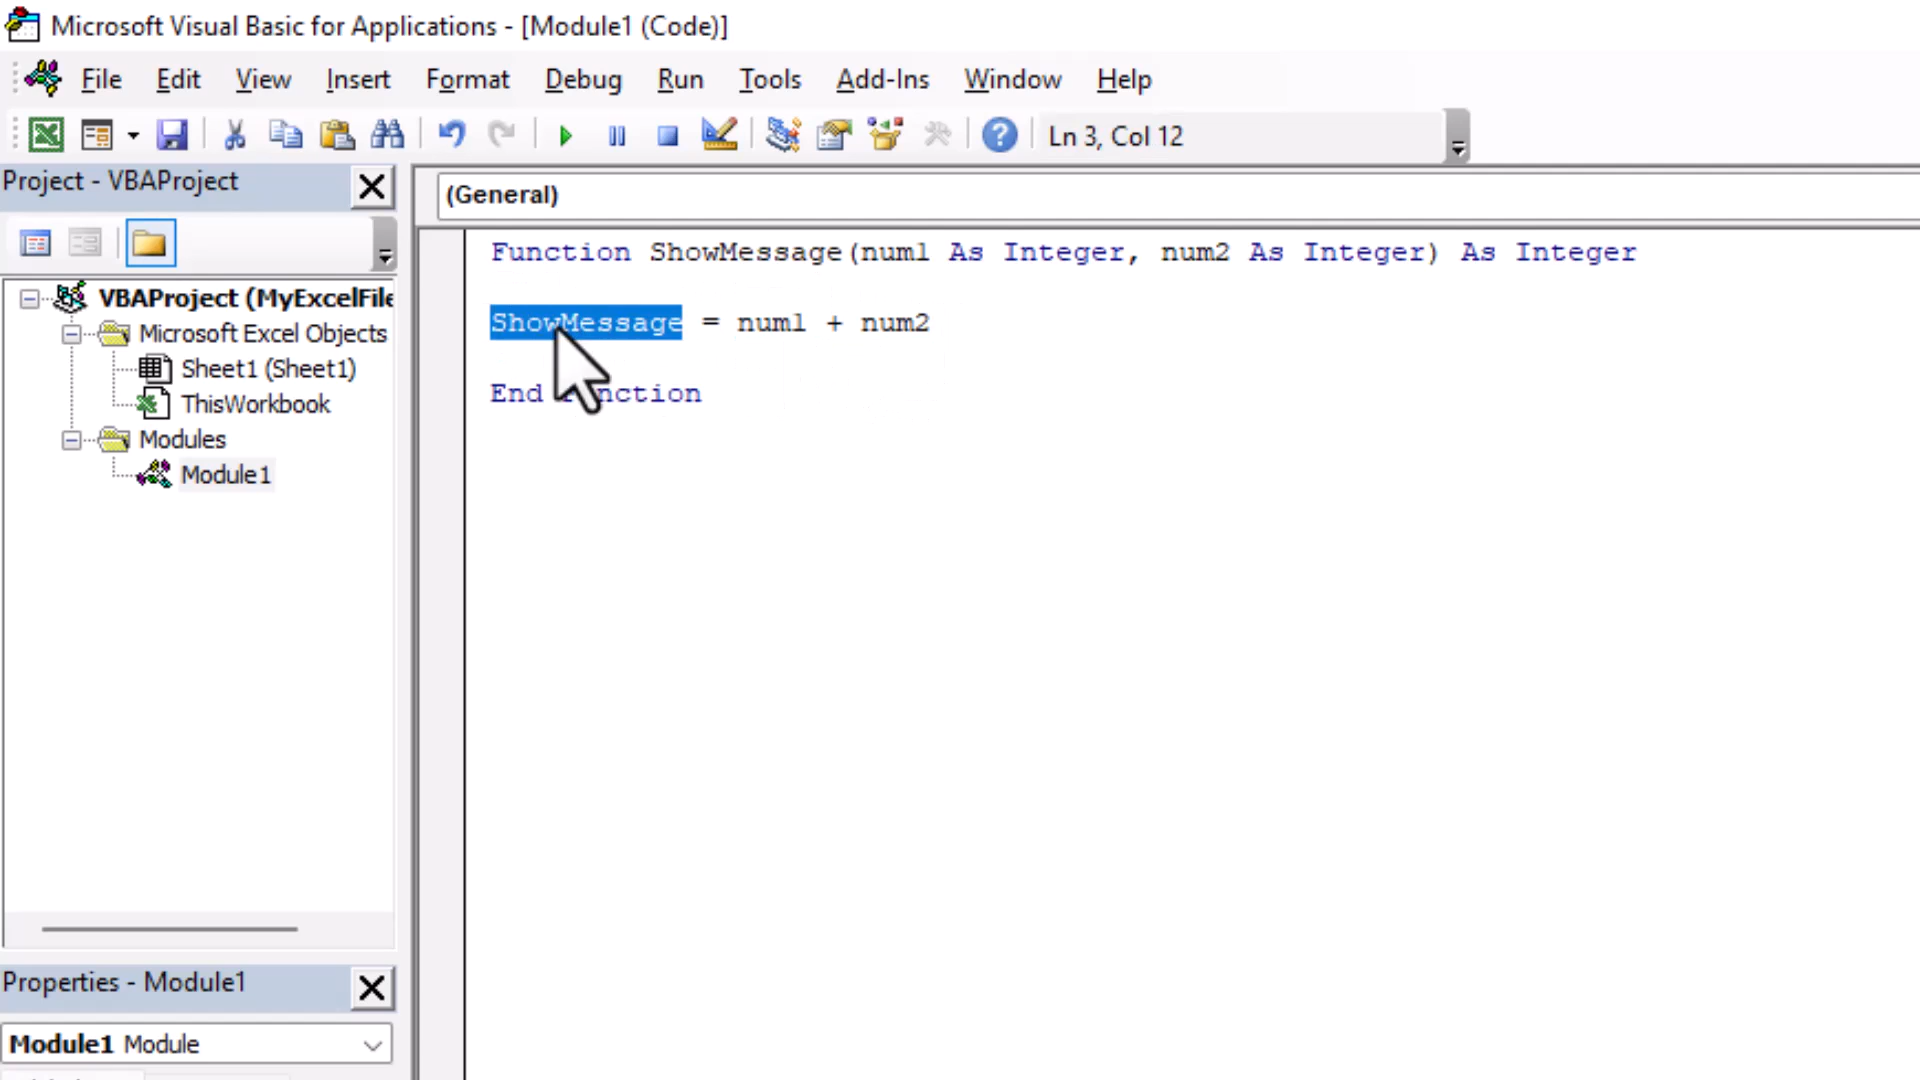 Microsoft Visual Basic for Applications - [Module1 (Code)]
File Edit View Insert Format Debug Run Tools Add-Ins Window Help
Ln 3, Col 12
Project - VBAProject
(General)
Function ShowMessage(num1 As Integer, num2 As Integer) As Integer
ShowMessage = num1 + num2
End Function
VBAProject (MyExcelFile
Microsoft Excel Objects
Sheet1 (Sheet1)
ThisWorkbook
Modules
Module1
Properties - Module1
Module1 Module